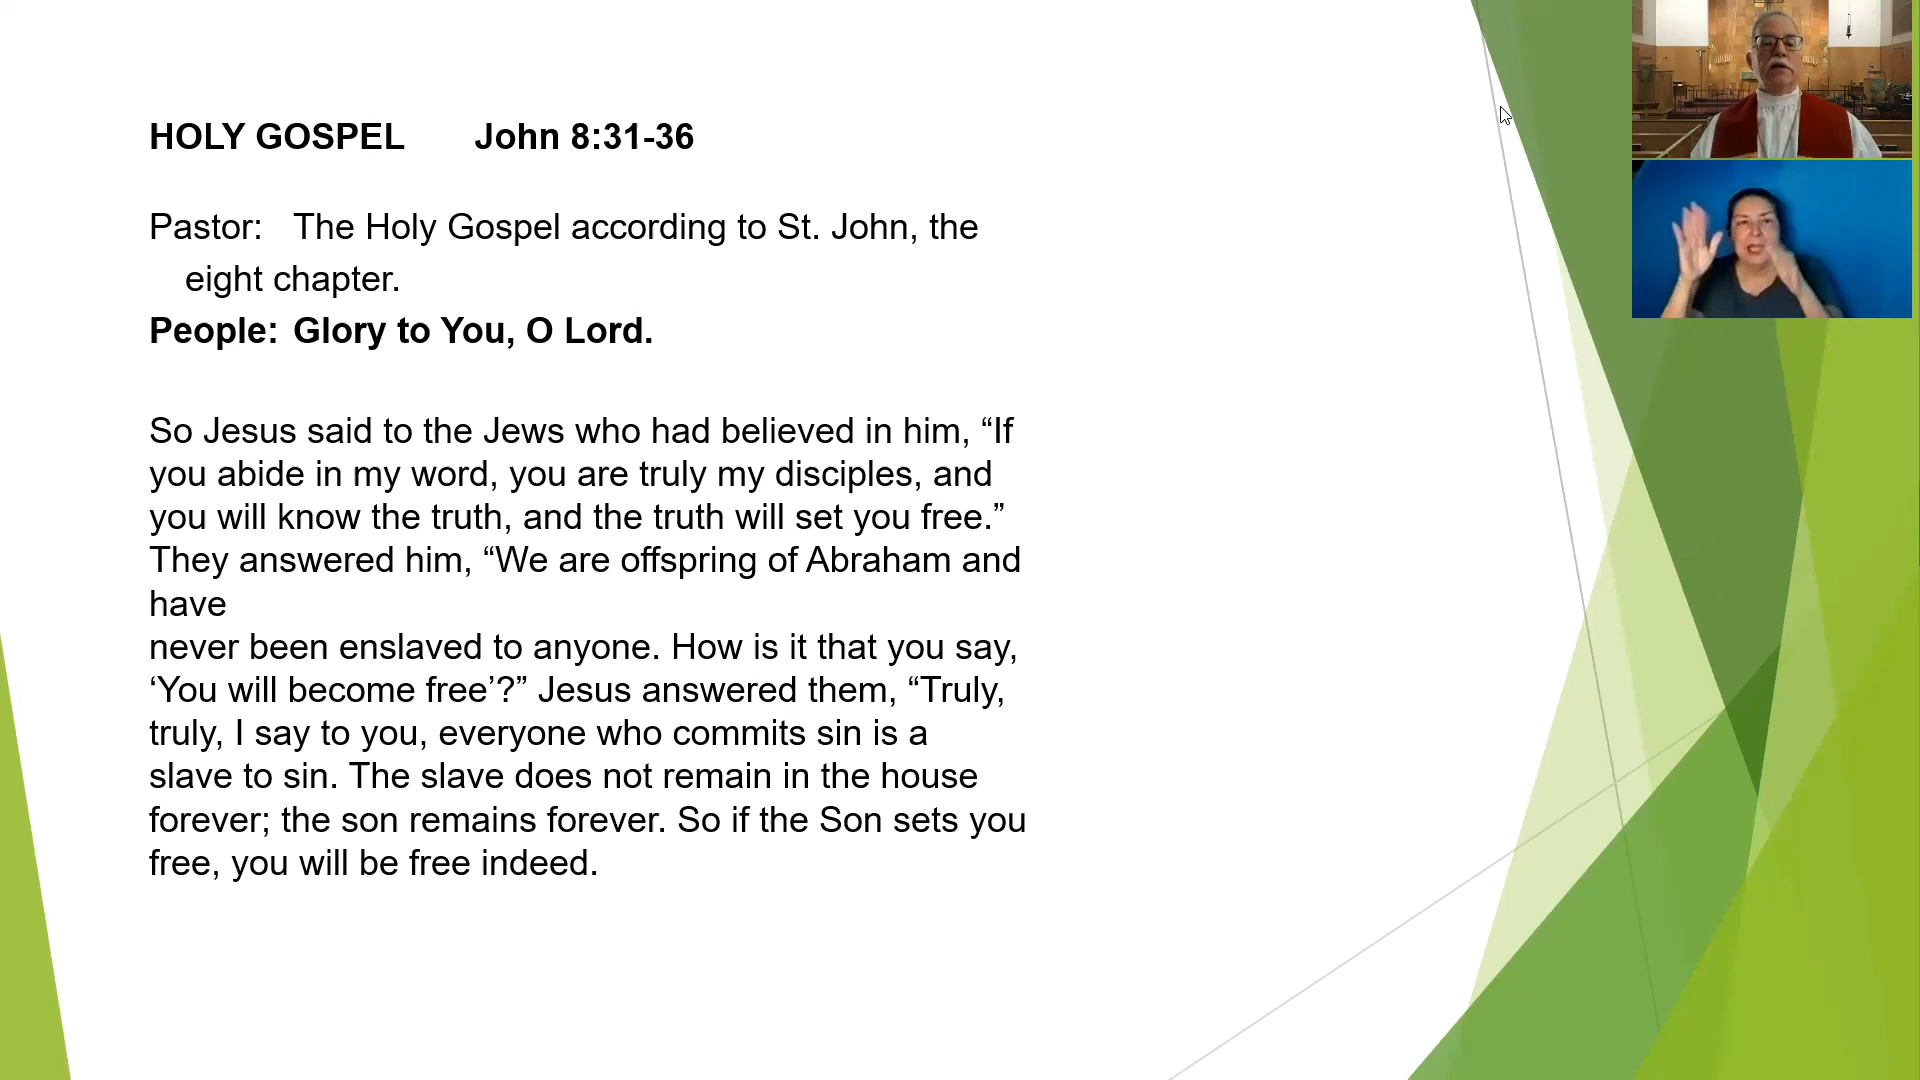 HOLY GOSPEL John 8:31-36
Pastor: The Holy Gospel according to St. John, the
eight chapter.
People: Glory to You, O Lord.
So Jesus said to the Jews who had believed in him, “If
you abide in my word, you are truly my disciples, and
you will know the truth, and the truth will set you free.”
They answered him, “We are offspring of Abraham and
have
never been enslaved to anyone. How is it that you say,
‘You will become free’?” Jesus answered them, “Truly,
truly, I say to you, everyone who commits sin is a
slave to sin. The slave does not remain in the house
forever; the son remains forever. So if the Son sets you
free, you will be free indeed.